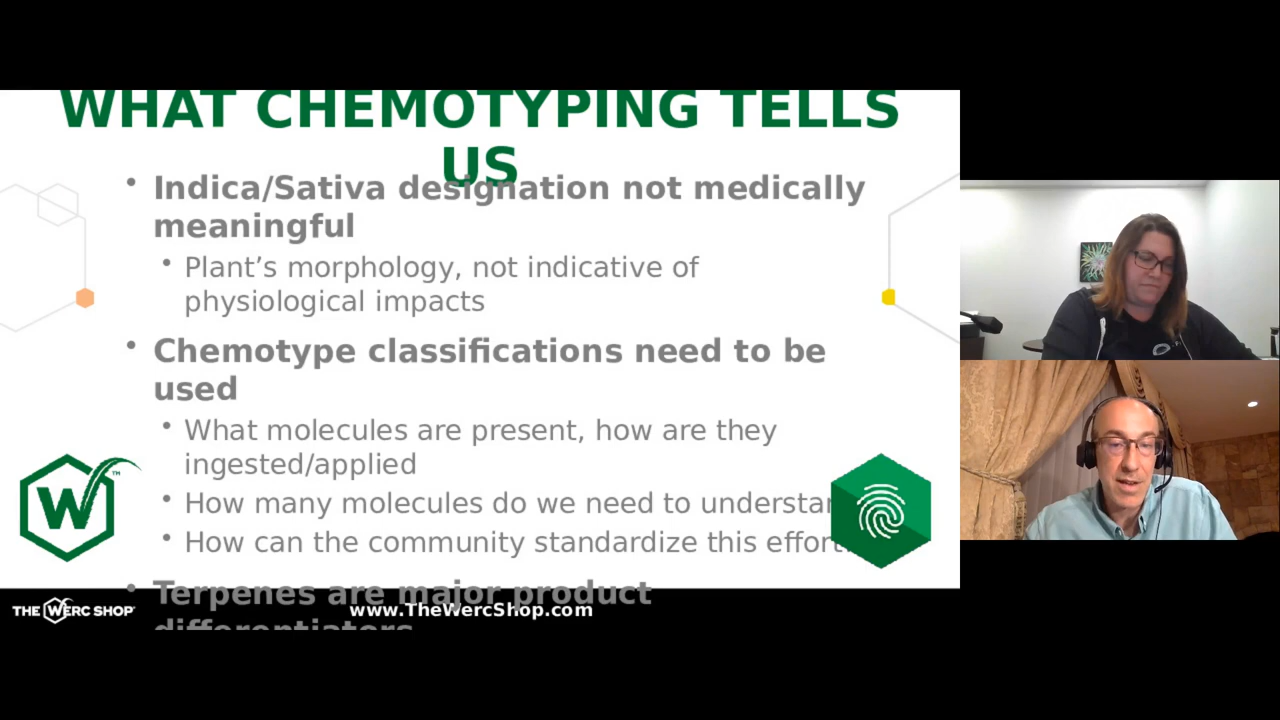 WHAT CHEMOTYPING TELLS
US
• Indica/Sativa designation not medically
meaningful
• Plant’s morphology, not indicative of
physiological impacts
• Chemotype classifications need to be
used
• What molecules are present, how are they
ingested/applied
• How many molecules do we need to
• How can the community standardize this effort
• Terpenes are major product
differentiators
W
TM
THE WERC SHOP
www.TheWercShop.com